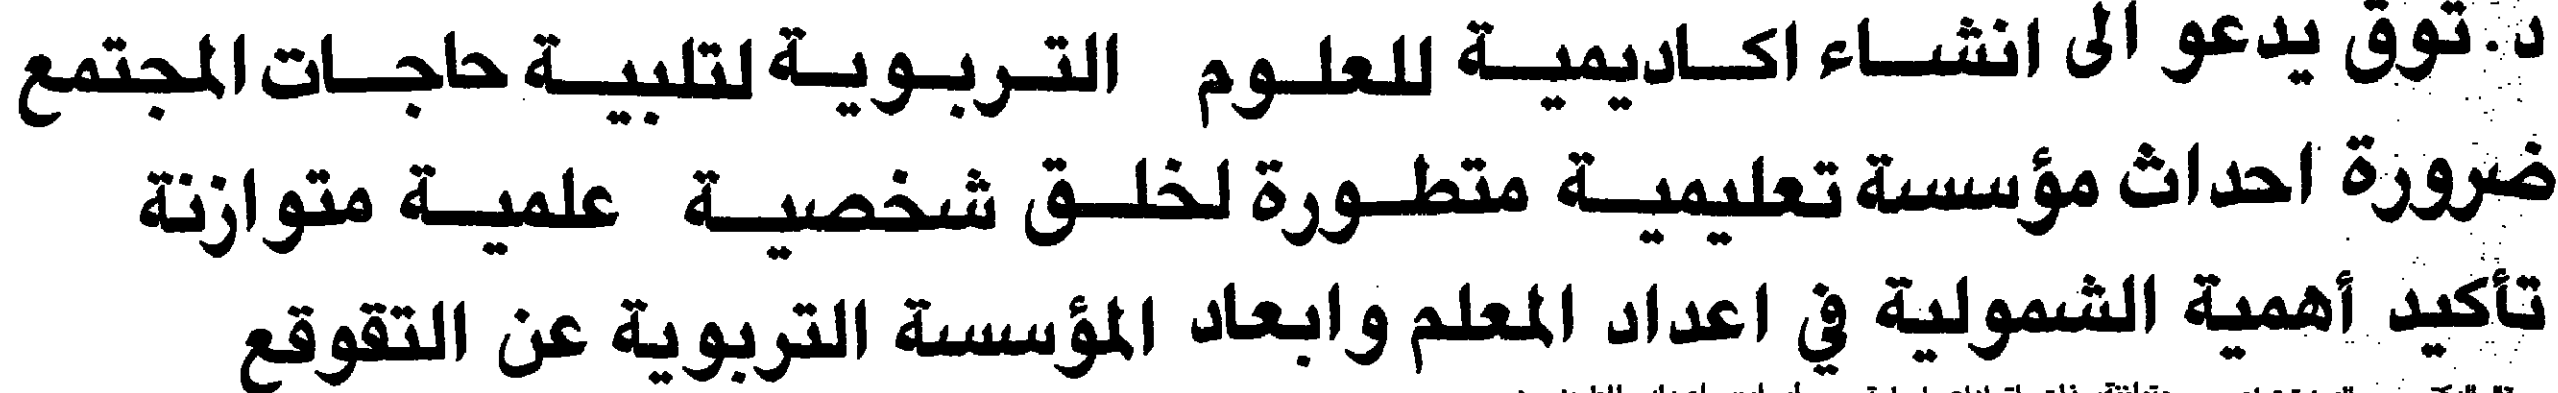 د. توق يدعو الى انشاء اكاديمية للعلوم التربوية لتلبية حاجات المجتمع
ضرورة احداث مؤسسة تعليمية متطورة لخلق شخصية علمية متوازنة
تأكيد أهمية الشمولية في اعداد المعلم وابعاد المؤسسة التربوية عن التقوقع